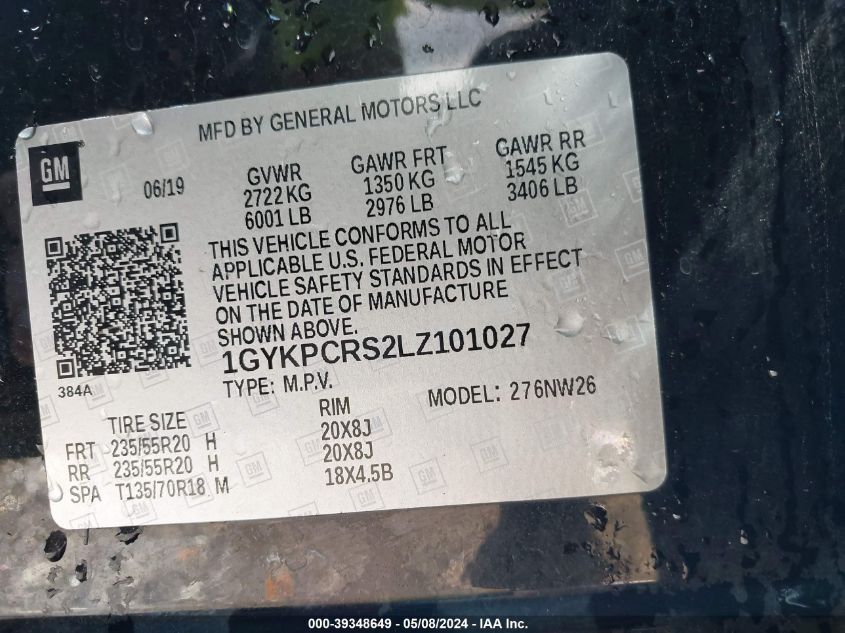 MFD BY GENERAL MOTORS LLC
GM
06/19
GVWR GAWR FRT GAWR RR
2722 KG 1350 KG 1545 KG
6001 LB 2976 LB 3406 LB
THIS VEHICLE CONFORMS TO ALL
APPLICABLE U.S. FEDERAL MOTOR
VEHICLE SAFETY STANDARDS IN EFFECT
ON THE DATE OF MANUFACTURE
SHOWN ABOVE.
1GYKPCRS2LZ101027
384A
TYPE: M.P.V. MODEL: 276NW26
TIRE SIZE RIM
FRT 235/55R20 H 20X8J
RR 235/55R20 H 20X8J
SPA T135/70R18 M 18X4.5B
000-39348649 — 05/08/2024 — IAA Inc.